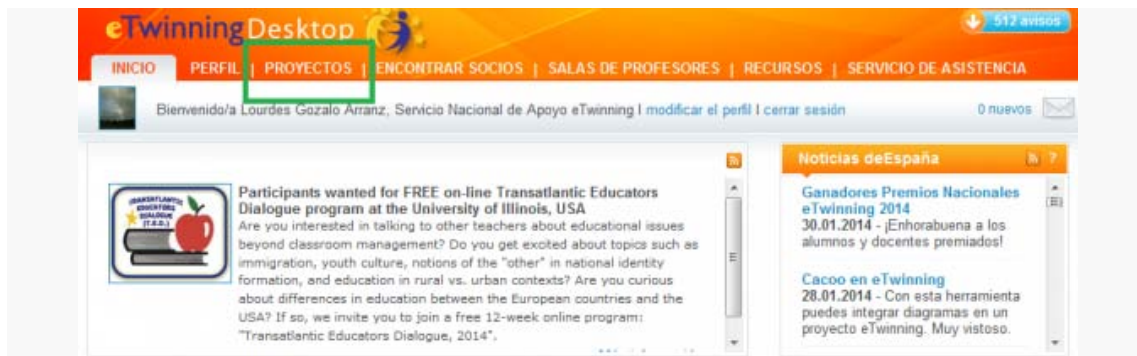 eTwinning Desktop
512 avisos
INICIO PERFIL | PROYECTOS | ENCONTRAR SOCIOS | SALAS DE PROFESORES | RECURSOS | SERVICIO DE ASISTENCIA
Bienvenido/a Lourdes Gozalo Arranz, Servicio Nacional de Apoyo eTwinning | modificar el perfil | cerrar sesión
0 nuevos
TRANSATLANTIC
EDUCATORS
DIALOGUE
(T.E.D.)
Participants wanted for FREE on-line Transatlantic Educators
Dialogue program at the University of Illinois, USA
Are you interested in talking to other teachers about educational issues
beyond classroom management? Do you get excited about topics such as
immigration, youth culture, notions of the "other" in national identity
formation, and education in rural vs. urban contexts? Are you curious
about differences in education between the European countries and the
USA? If so, we invite you to join a free 12-week online program:
"Transatlantic Educators Dialogue, 2014".
Noticias deEspaña ?
Ganadores Premios Nacionales
eTwinning 2014
30.01.2014 - ¡Enhorabuena a los
alumnos y docentes premiados!
Cacoo en eTwinning
28.01.2014 - Con esta herramienta
puedes integrar diagramas en un
proyecto eTwinning. Muy vistoso.